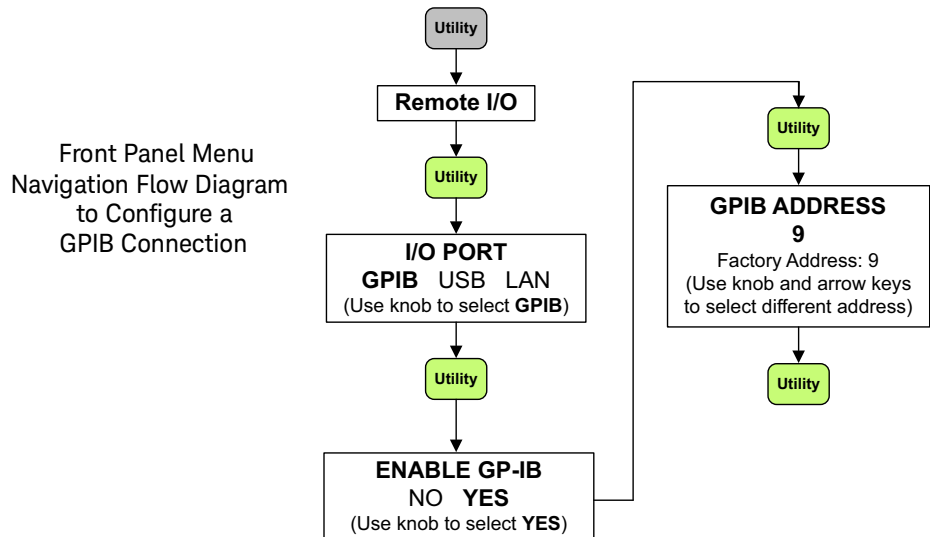 Front Panel Menu
Navigation Flow Diagram
to Configure a
GPIB Connection
Utility
Remote I/O
Utility
I/O PORT
GPIB USB LAN
(Use knob to select GPIB)
Utility
ENABLE GP-IB
NO YES
(Use knob to select YES)
Utility
GPIB ADDRESS
9
Factory Address: 9
(Use knob and arrow keys
to select different address)
Utility